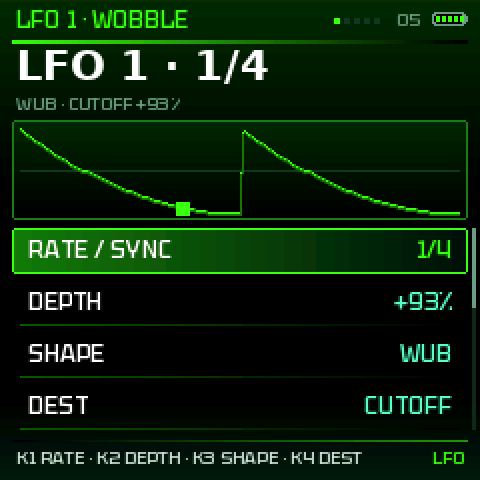 LFO 1 · WOBBLE 05
LFO 1 · 1/4
WUB · CUTOFF +93%
RATE / SYNC 1/4
DEPTH +93%
SHAPE WUB
DEST CUTOFF
K1 RATE · K2 DEPTH · K3 SHAPE · K4 DEST LFO